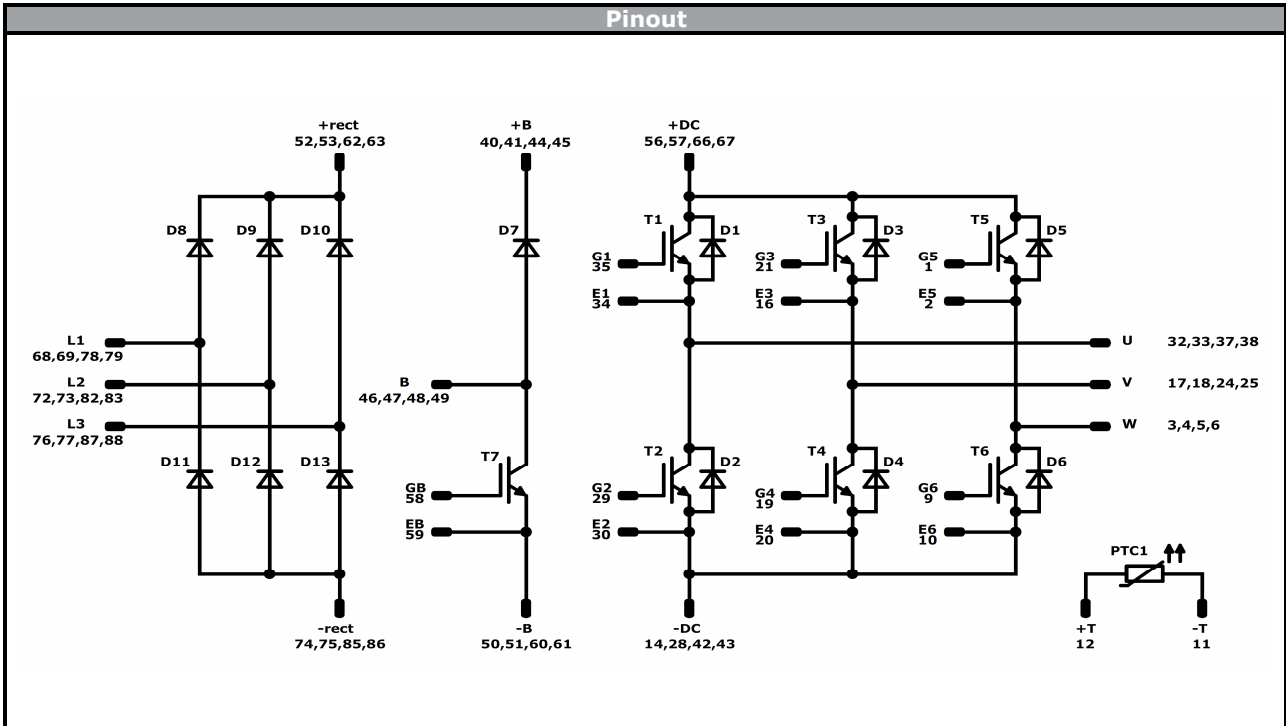 Pinout
+rect
52,53,62,63
+B
40,41,44,45
+DC
56,57,66,67
D8
D9
D10
D7
T1
D1
T3
D3
T5
D5
G1
35
G3
21
G5
1
E1
34
E3
16
E5
2
L1
68,69,78,79
U 32,33,37,38
L2
72,73,82,83
B
46,47,48,49
V 17,18,24,25
L3
76,77,87,88
W 3,4,5,6
D11
D12
D13
T7
T2
D2
T4
D4
T6
D6
GB
58
G2
29
G4
19
G6
9
EB
59
E2
30
E4
20
E6
10
PTC1
-rect
74,75,85,86
-B
50,51,60,61
-DC
14,28,42,43
+T
12
-T
11